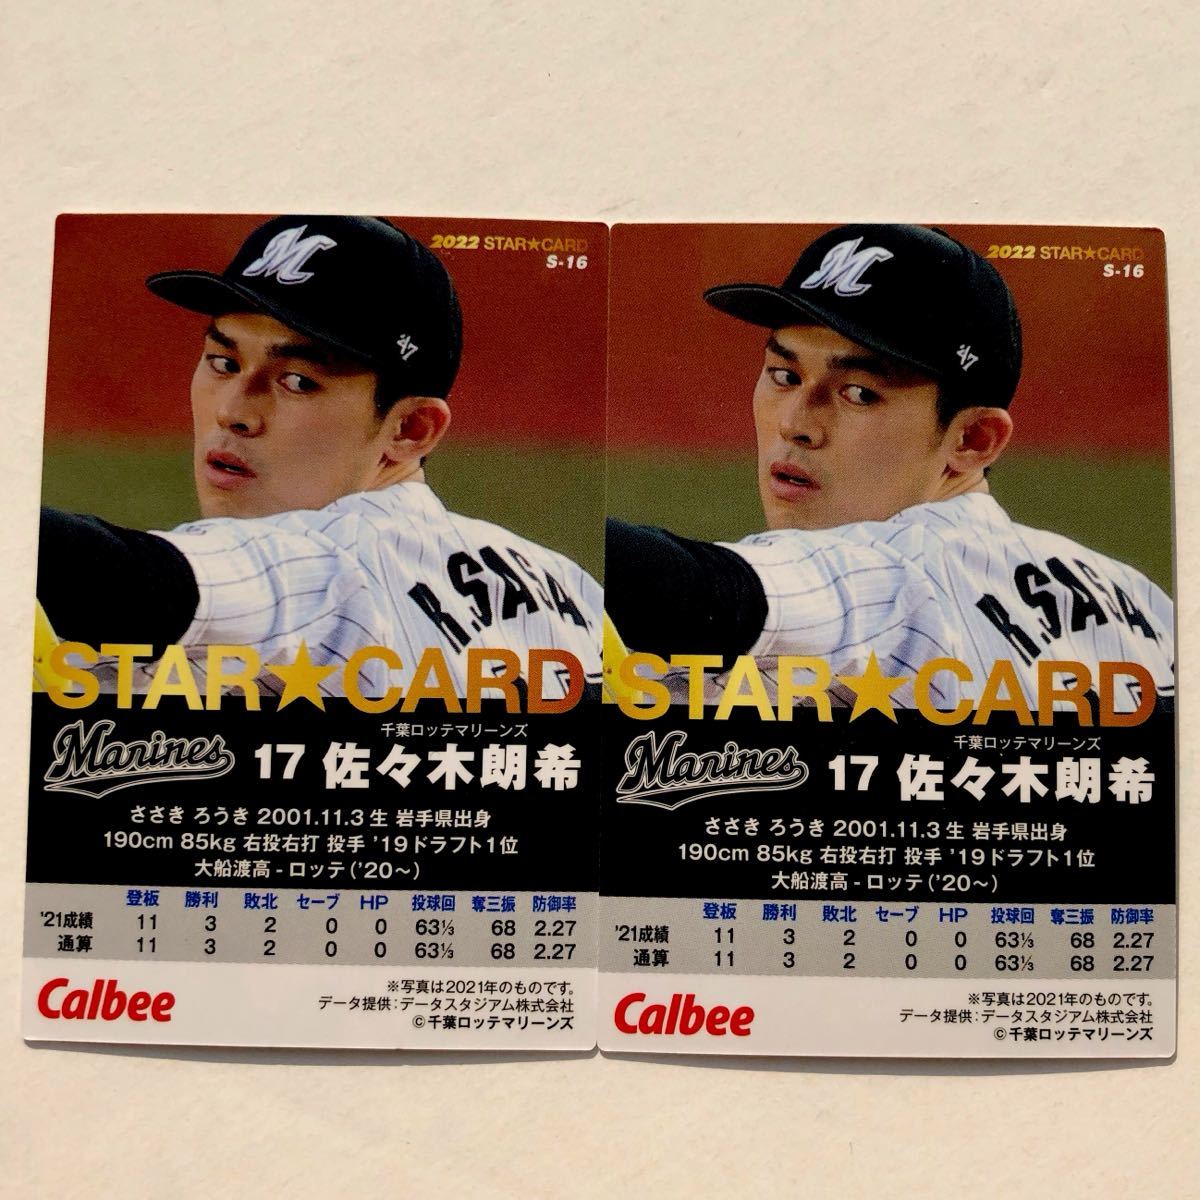 M
'47
2022 STAR★CARD
S-16
R.SASA
STAR★CARD
千葉ロッテマリーンズ
Marines 17 佐々木朗希
ささき ろうき 2001.11.3生 岩手県出身
190cm 85kg 右投右打 投手 '19ドラフト1位
大船渡高 - ロッテ('20〜)
登板 勝利 敗北 セーブ HP 投球回 奪三振 防御率
'21成績 11 3 2 0 0 63⅓ 68 2.27
通算 11 3 2 0 0 63⅓ 68 2.27
Calbee
※写真は2021年のものです。
データ提供:データスタジアム株式会社
©千葉ロッテマリーンズ
M
'47
2022 STAR★CARD
S-16
R.SASA
STAR★CARD
千葉ロッテマリーンズ
Marines 17 佐々木朗希
ささき ろうき 2001.11.3生 岩手県出身
190cm 85kg 右投右打 投手 '19ドラフト1位
大船渡高 - ロッテ('20〜)
登板 勝利 敗北 セーブ HP 投球回 奪三振 防御率
'21成績 11 3 2 0 0 63⅓ 68 2.27
通算 11 3 2 0 0 63⅓ 68 2.27
Calbee
※写真は2021年のものです。
データ提供:データスタジアム株式会社
©千葉ロッテマリーンズ